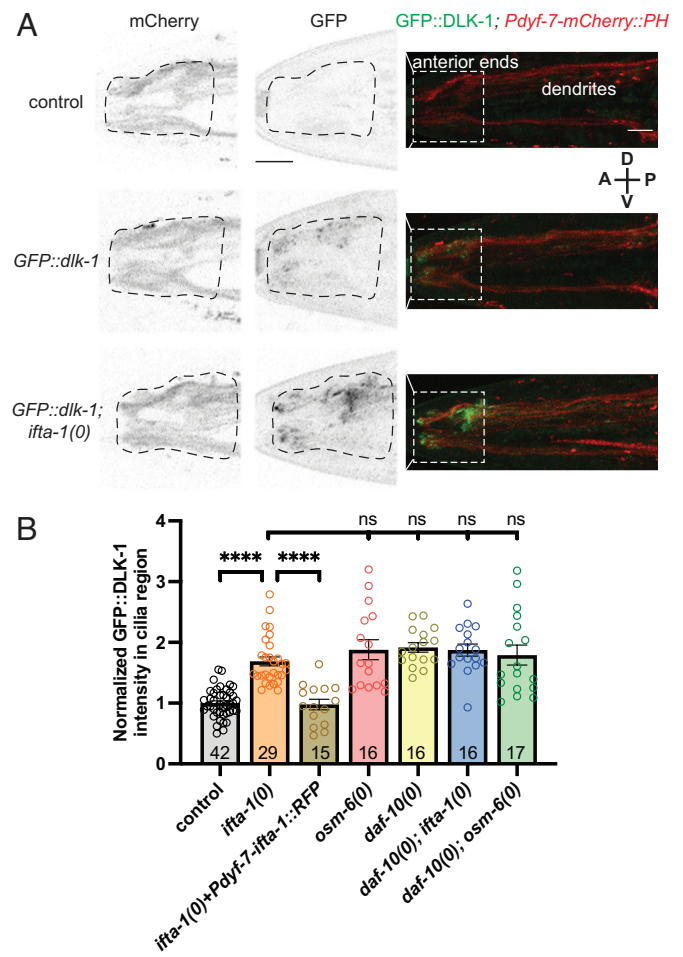 A
mCherry
GFP
GFP::DLK-1; Pdyf-7-mCherry::PH
control
anterior ends
dendrites
D
A P
V
GFP::dlk-1
GFP::dlk-1;
ifta-1(0)
B
Normalized GFP::DLK-1
intensity in cilia region
4
3
2
1
0
**** ****
ns ns ns ns
42 29 15 16 16 16 17
control
ifta-1(0)
ifta-1(0)+Pdyf-7-ifta-1::RFP
osm-6(0)
daf-10(0)
daf-10(0); ifta-1(0)
daf-10(0); osm-6(0)